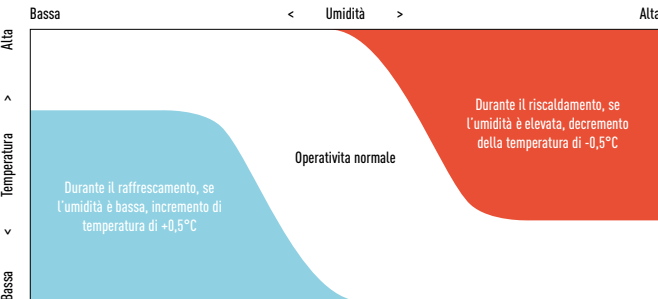 Bassa < Umidità > Alta
Alta
>
Temperatura
<
Bassa
Durante il riscaldamento, se
l'umidità è elevata, decremento
della temperatura di -0,5°C
Operativita normale
Durante il raffrescamento, se
l'umidità è bassa, incremento di
temperatura di +0,5°C